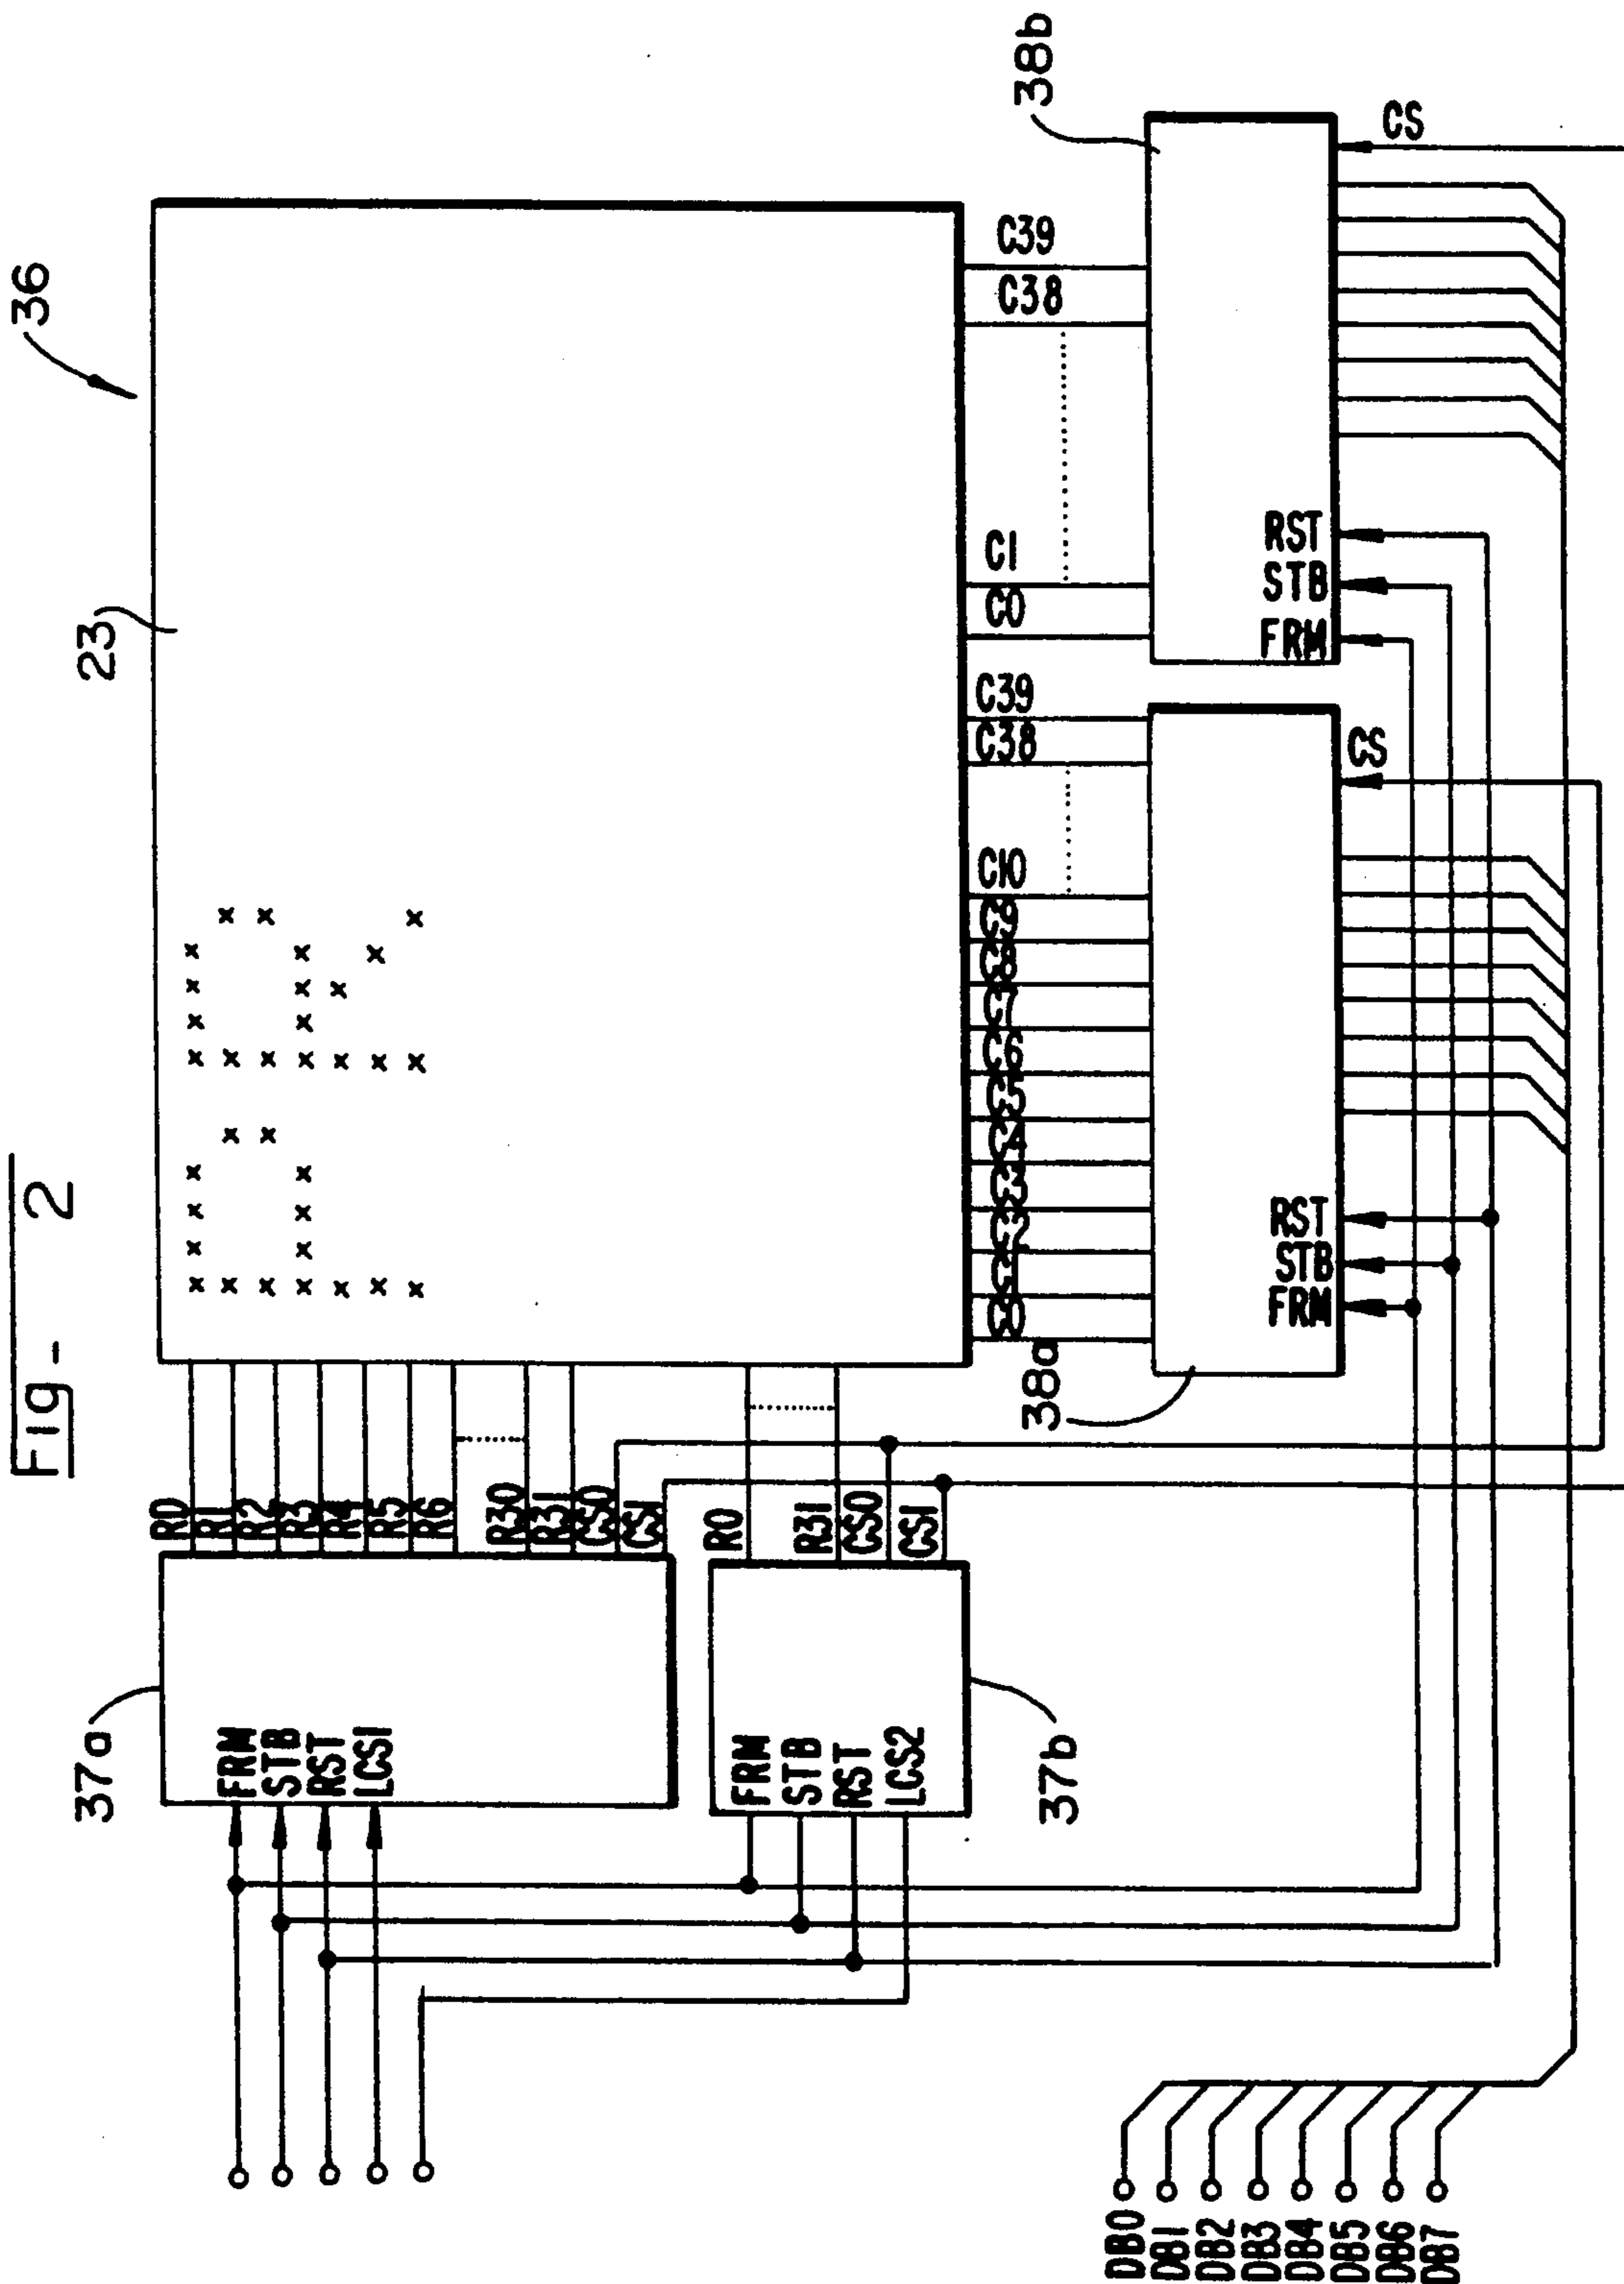 Fig- 2
36
23
37a
FRM
STB
RST
LCS1
R0
R1
R2
R3
R4
R5
R6
R30
R31
CS0
CS1
37b
FRM
STB
RST
LCS2
R0
R31
CS0
CS1
C0
C1
C2
C3
C4
C5
C6
C7
C8
C9
C10
C38
C39
C0
C1
C38
C39
38a
FRM
STB
RST
CS
38b
FRM
STB
RST
CS
DB0
DB1
DB2
DB3
DB4
DB5
DB6
DB7